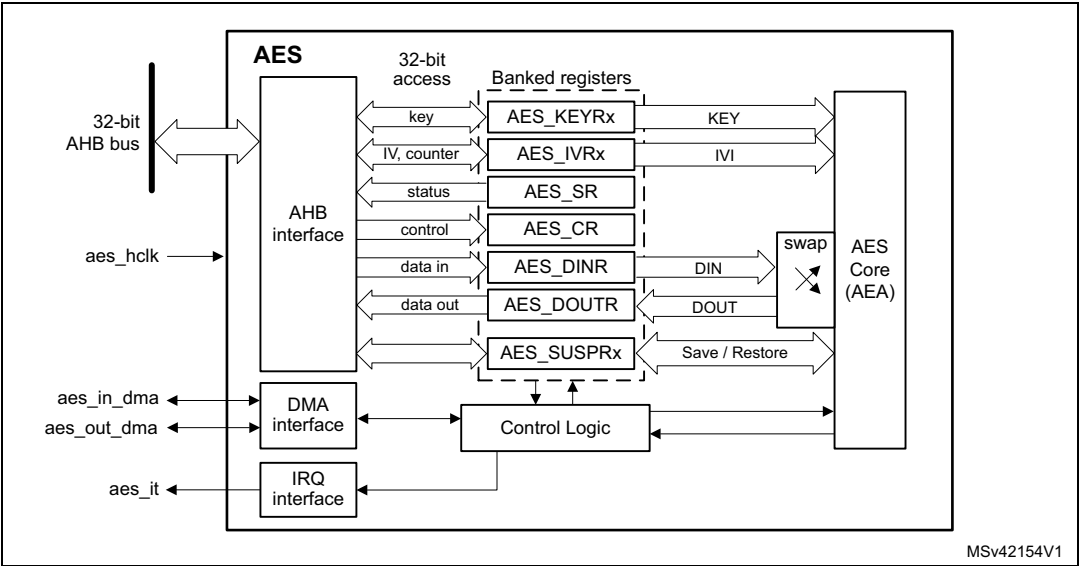 AES
32-bit
access
Banked registers
32-bit
AHB bus
key
AES_KEYRx
KEY
IV, counter
AES_IVRx
IVI
status
AES_SR
AHB
interface
control
AES_CR
aes_hclk
data in
AES_DINR
DIN
swap
AES
Core
(AEA)
data out
AES_DOUTR
DOUT
AES_SUSPRx
Save / Restore
aes_in_dma
aes_out_dma
DMA
interface
Control Logic
aes_it
IRQ
interface
MSv42154V1